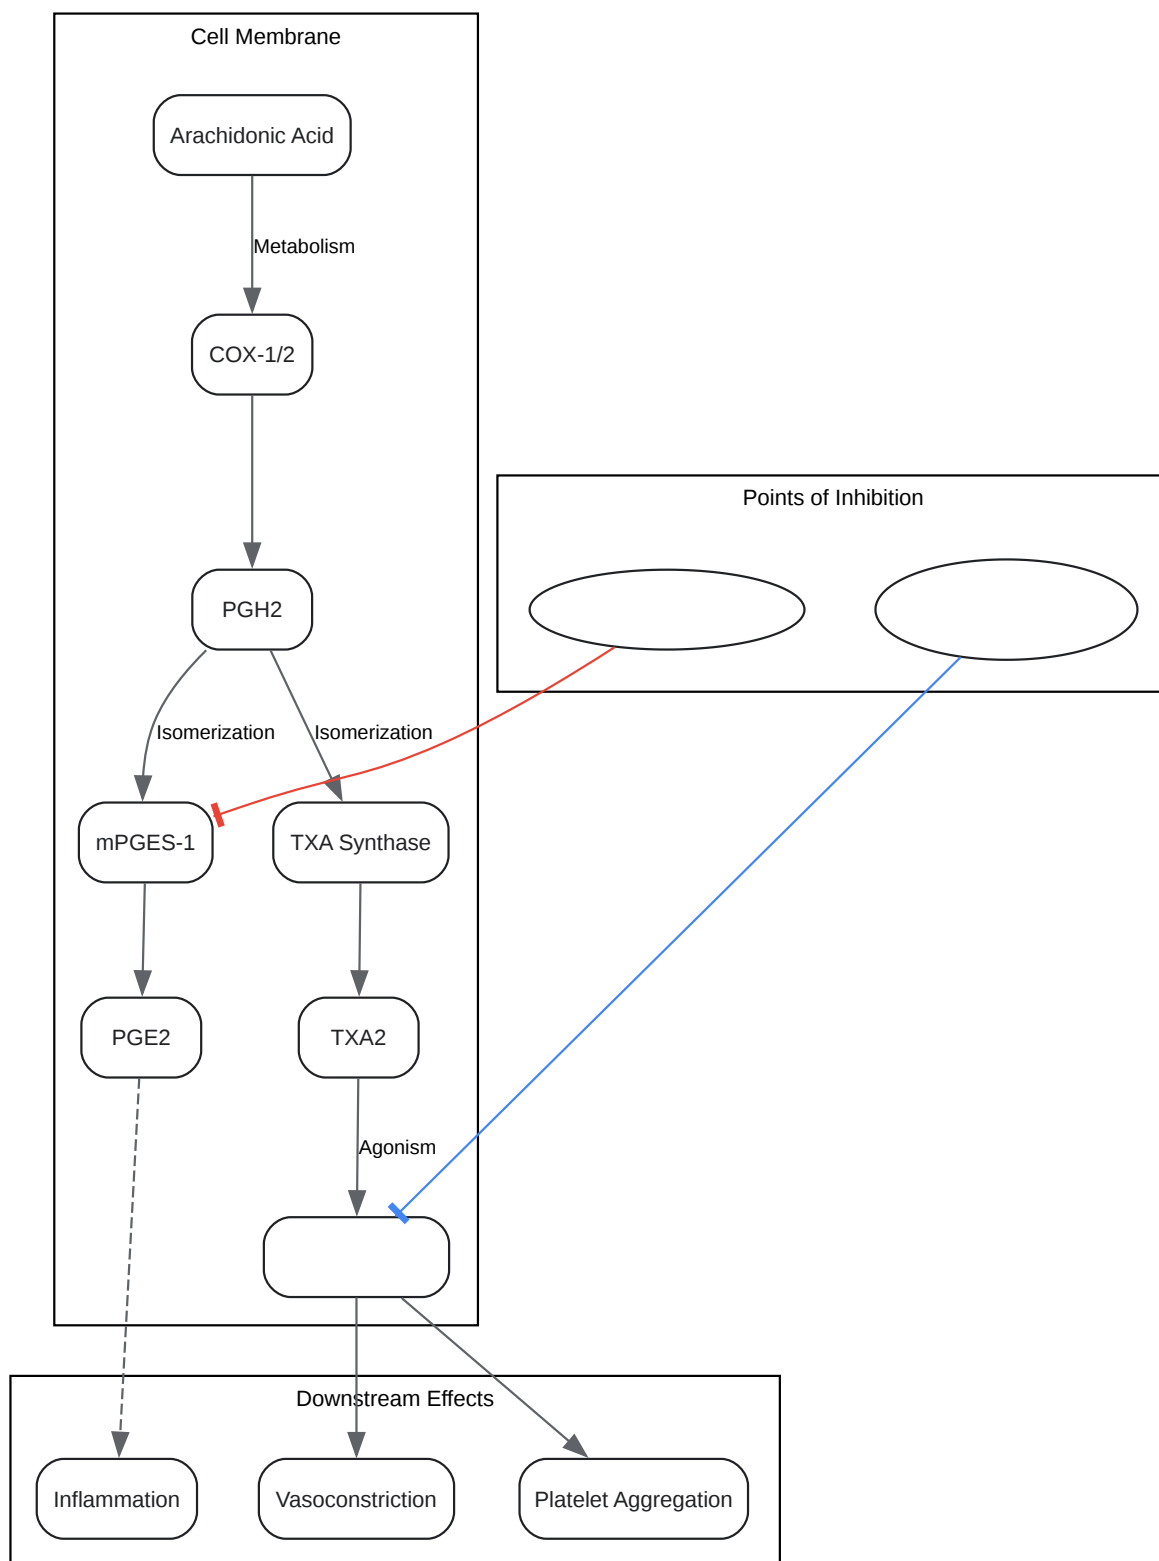 Cell Membrane
Arachidonic Acid
Metabolism
COX-1/2
Points of Inhibition
PGH2
Isomerization
Isomerization
mPGES-1
TXA Synthase
PGE2
TXA2
Agonism
Downstream Effects
Inflammation
Vasoconstriction
Platelet Aggregation